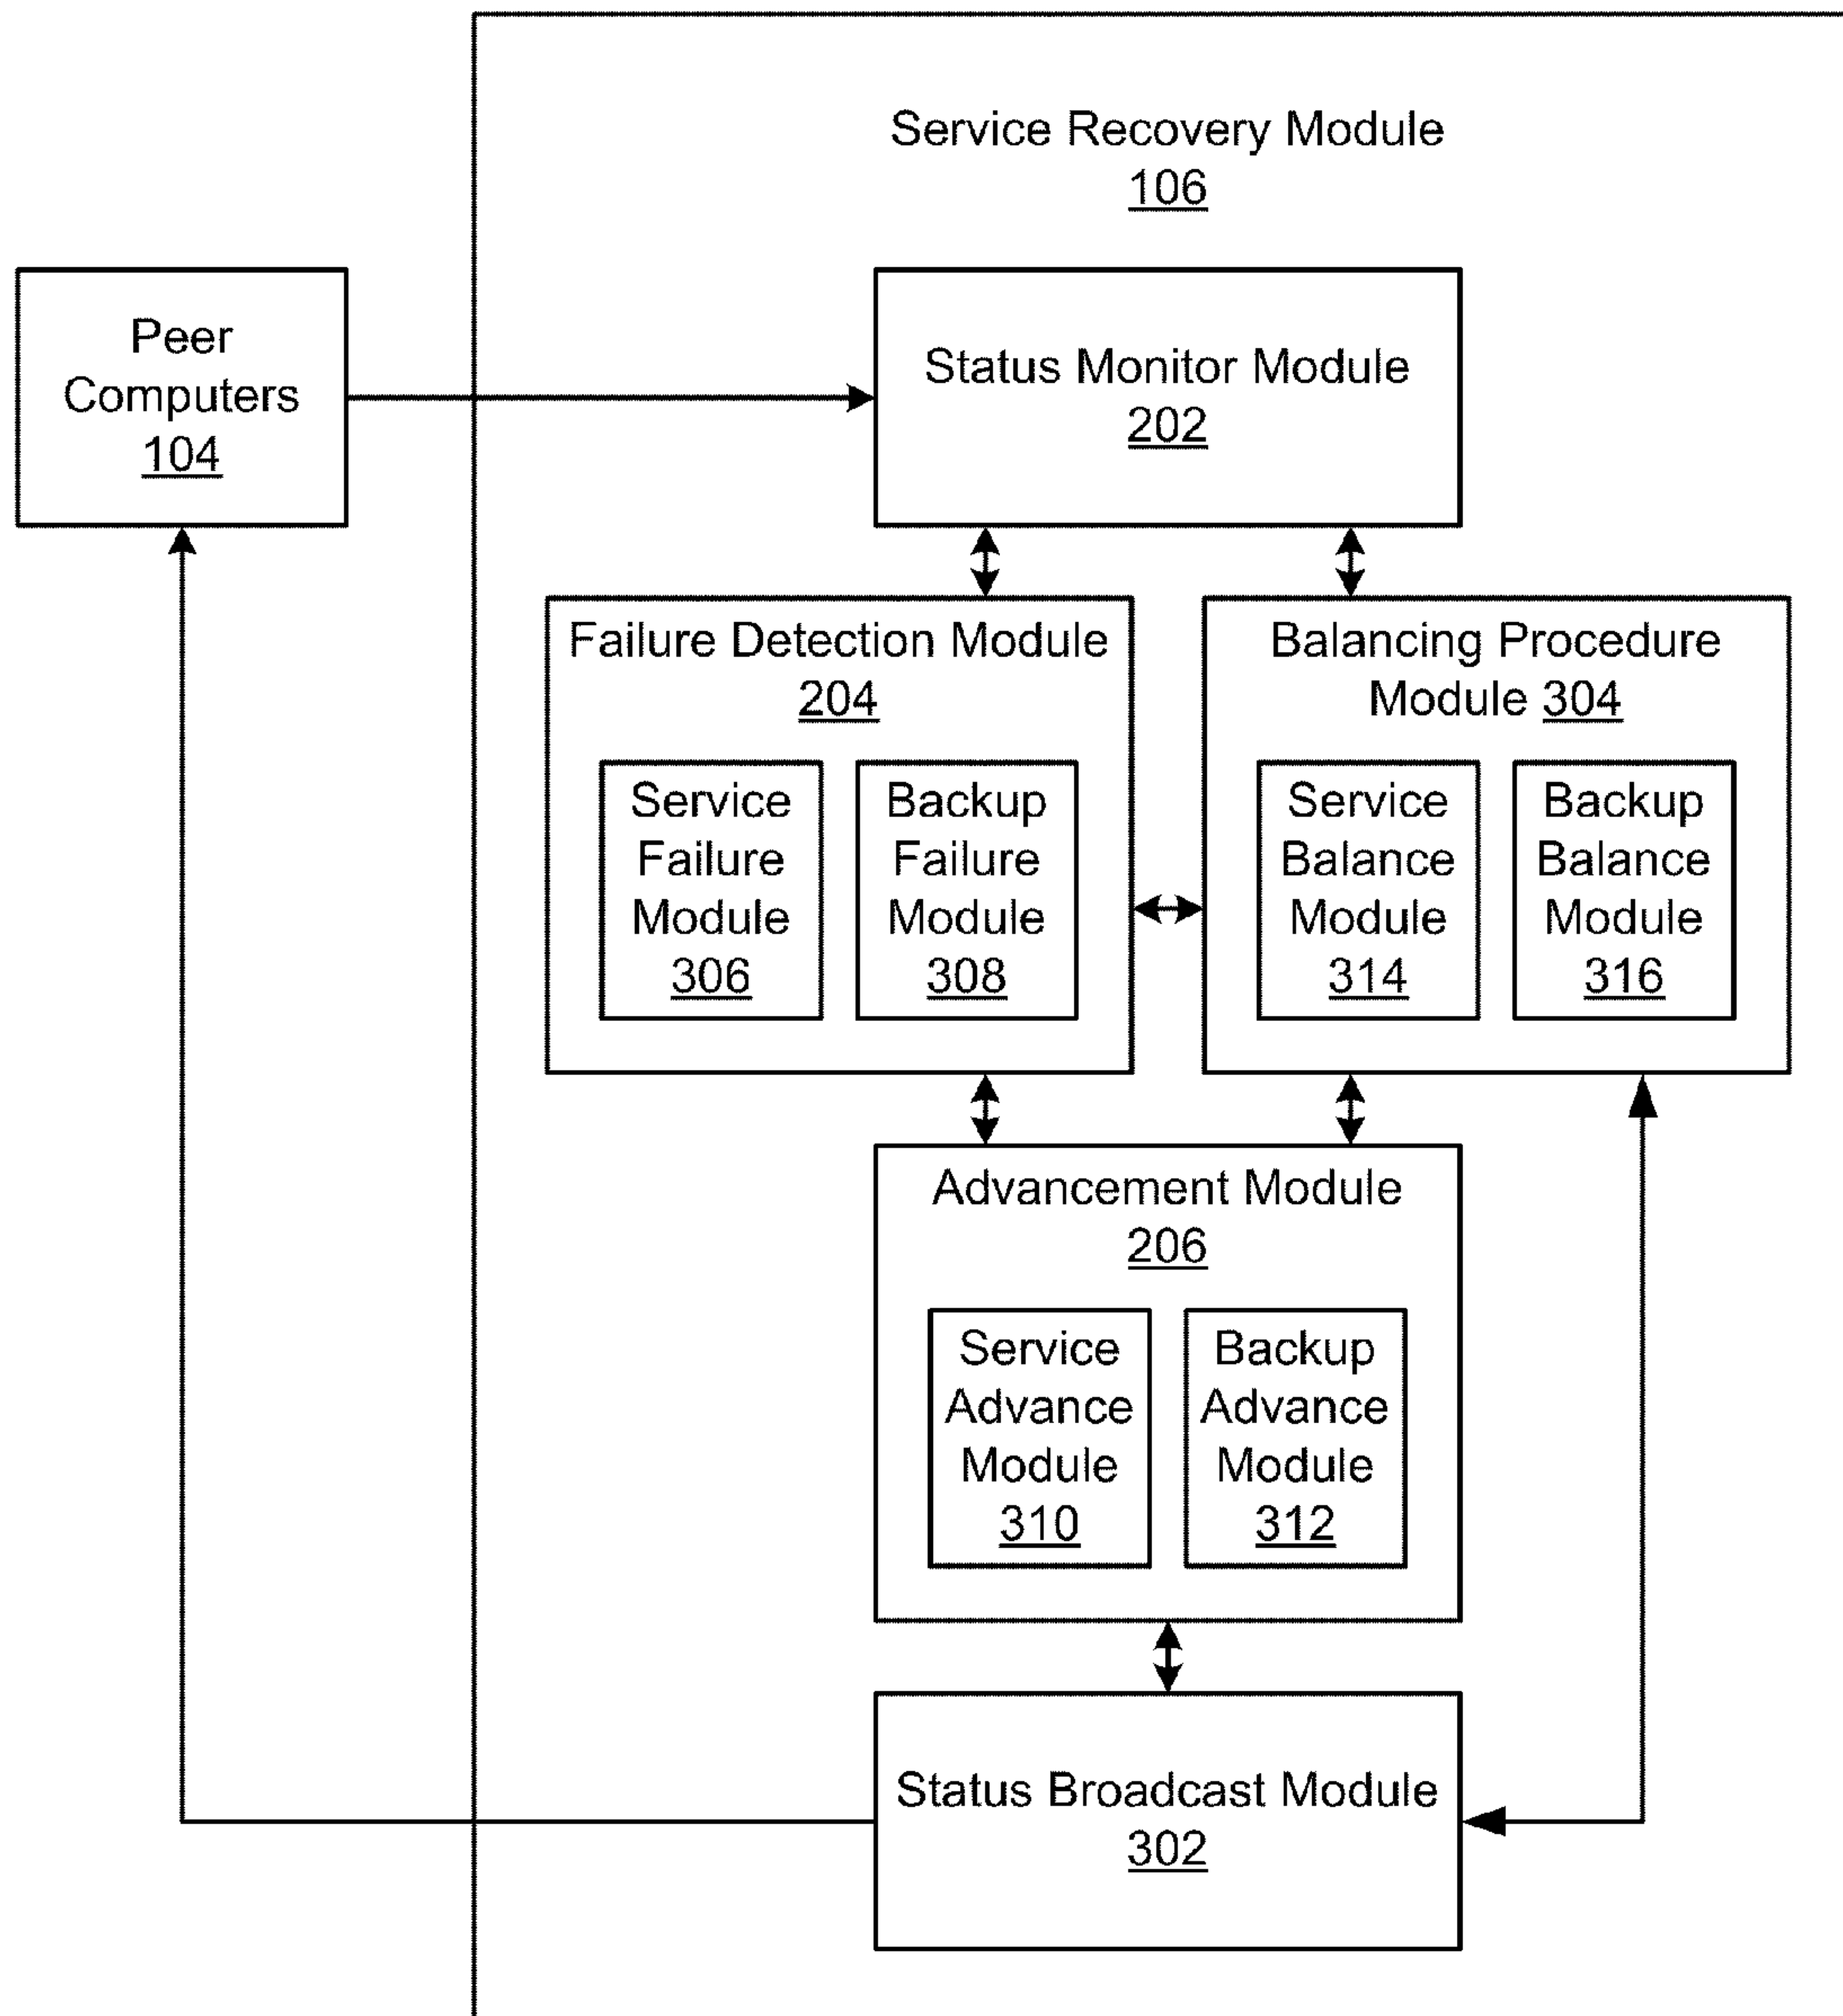 Service Recovery Module
106
Peer
Computers
104
Status Monitor Module
202
Failure Detection Module
204
Service
Failure
Module
306
Backup
Failure
Module
308
Balancing Procedure
Module 304
Service
Balance
Module
314
Backup
Balance
Module
316
Advancement Module
206
Service
Advance
Module
310
Backup
Advance
Module
312
Status Broadcast Module
302